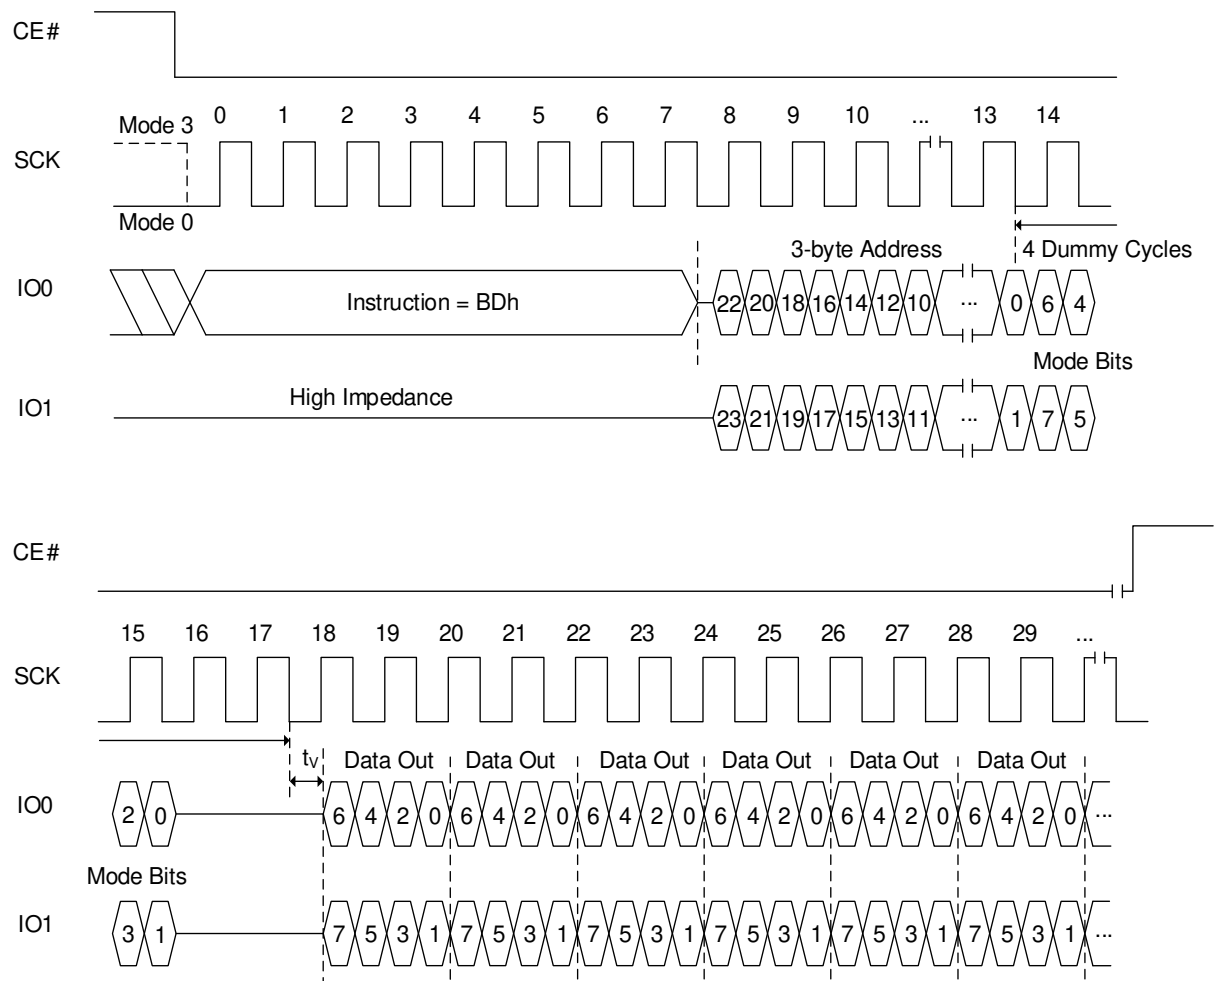 CE#
Mode 3 0 1 2 3 4 5 6 7 8 9 10 ... 13 14
SCK
Mode 0
3-byte Address 4 Dummy Cycles
IO0 Instruction = BDh 22 20 18 16 14 12 10 ... 0 6 4
Mode Bits
IO1 High Impedance 23 21 19 17 15 13 11 ... 1 7 5
CE#
15 16 17 18 19 20 21 22 23 24 25 26 27 28 29 ...
SCK
tV Data Out Data Out Data Out Data Out Data Out Data Out
IO0 2 0 6 4 2 0 6 4 2 0 6 4 2 0 6 4 2 0 6 4 2 0 6 4 2 0 ...
Mode Bits
IO1 3 1 7 5 3 1 7 5 3 1 7 5 3 1 7 5 3 1 7 5 3 1 7 5 3 1 ...